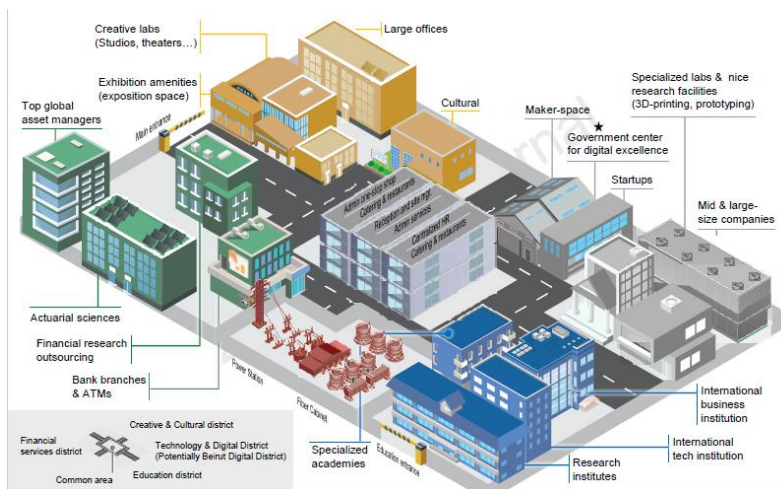 Creative labs
(Studios, theaters…)
Large offices
Exhibition amenities
(exposition space)
Top global
asset managers
Main entrance
Cultural
Specialized labs & nice
research facilities
(3D-printing, prototyping)
Maker-space
Government center
for digital excellence
Startups
Mid & large-
size companies
Admin one-stop shop
Catering & restaurants
Reception and site mgt.
Admin services
Centralized HR
Catering & restaurants
Actuarial sciences
Financial research
outsourcing
Bank branches
& ATMs
Power Station
Fiber Cabinet
Specialized
academies
Education entrance
Research
institutes
International
tech institution
International
business
institution
Creative & Cultural district
Financial
services district
Technology & Digital District
(Potentially Beirut Digital District)
Education district
Common area